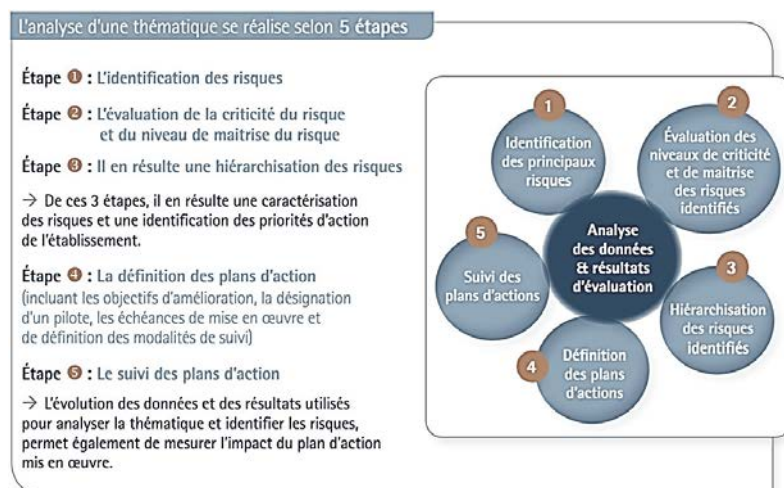 L'analyse d'une thématique se réalise selon 5 étapes
Étape 1 : L'identification des risques
Étape 2 : L'évaluation de la criticité du risque
et du niveau de maitrise du risque
Étape 3 : Il en résulte une hiérarchisation des risques
→ De ces 3 étapes, il en résulte une caractérisation
des risques et une identification des priorités d'action
de l'établissement.
Étape 4 : La définition des plans d'action
(incluant les objectifs d'amélioration, la désignation
d'un pilote, les échéances de mise en œuvre et
de définition des modalités de suivi)
Étape 5 : Le suivi des plans d'action
→ L'évolution des données et des résultats utilisés
pour analyser la thématique et identifier les risques,
permet également de mesurer l'impact du plan d'action
mis en œuvre.
1
Identification
des principaux
risques
2
Évaluation des
niveaux de criticité
et de maitrise
des risques
identifiés
3
Hiérarchisation
des risques
identifiés
4
Définition
des plans
d'actions
5
Suivi des
plans d'actions
Analyse
des données
& résultats
d'évaluation